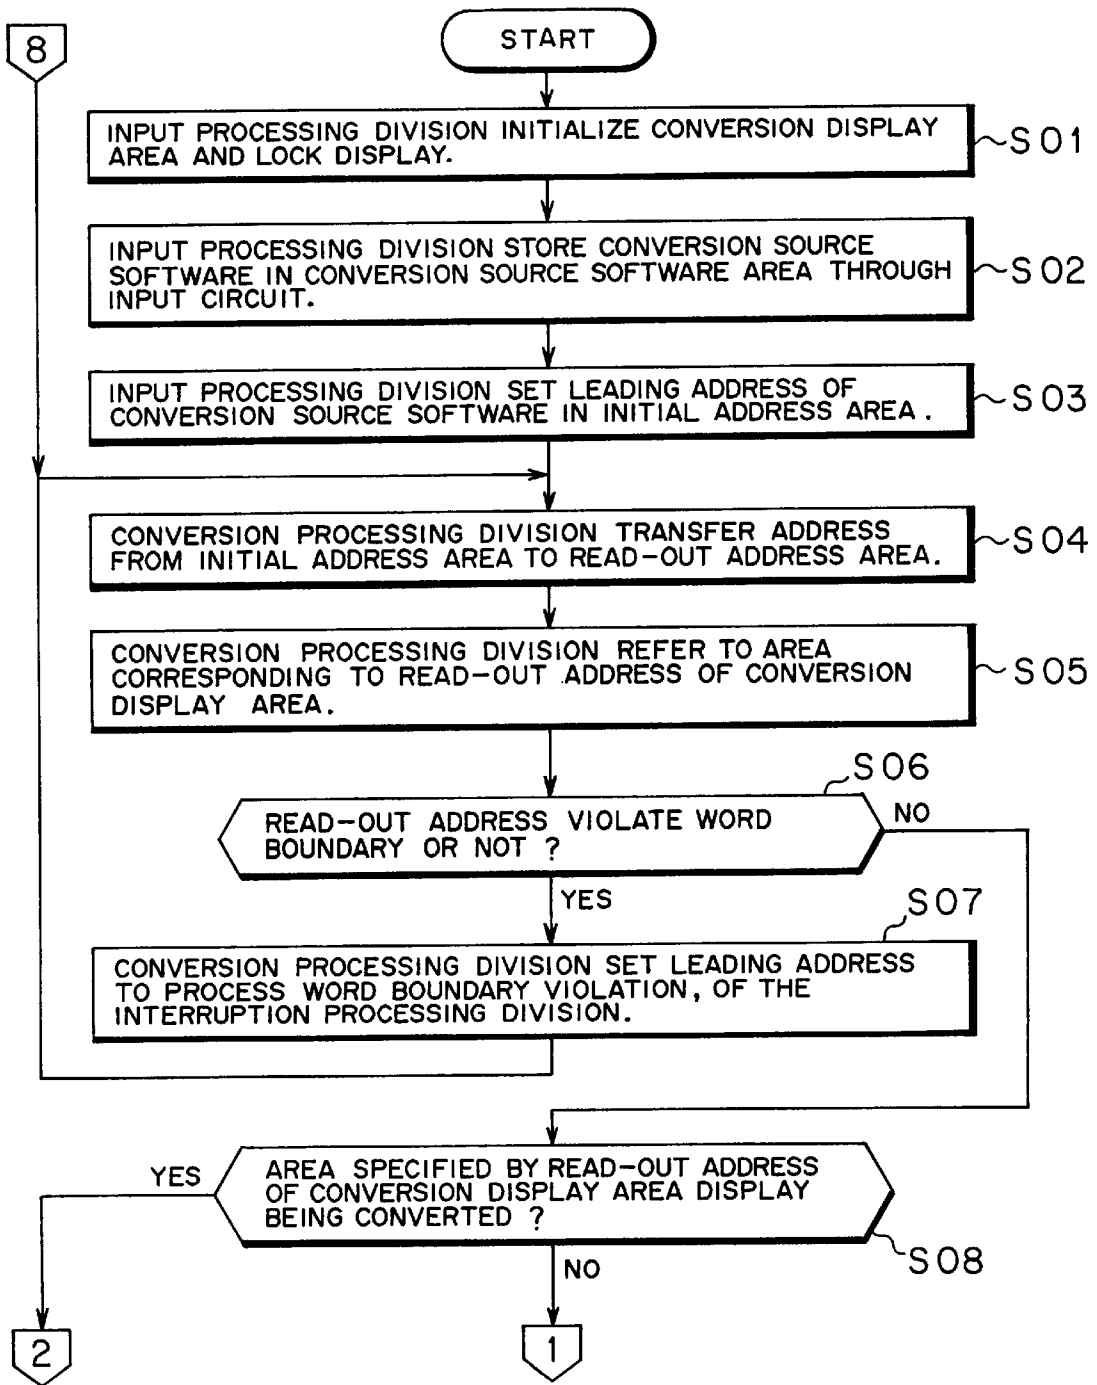 8
START
INPUT PROCESSING DIVISION INITIALIZE CONVERSION DISPLAY
AREA AND LOCK DISPLAY.
S01
INPUT PROCESSING DIVISION STORE CONVERSION SOURCE
SOFTWARE IN CONVERSION SOURCE SOFTWARE AREA THROUGH
INPUT CIRCUIT.
S02
INPUT PROCESSING DIVISION SET LEADING ADDRESS OF
CONVERSION SOURCE SOFTWARE IN INITIAL ADDRESS AREA.
S03
CONVERSION PROCESSING DIVISION TRANSFER ADDRESS
FROM INITIAL ADDRESS AREA TO READ-OUT ADDRESS AREA.
S04
CONVERSION PROCESSING DIVISION REFER TO AREA
CORRESPONDING TO READ-OUT ADDRESS OF CONVERSION
DISPLAY AREA.
S05
S06
READ-OUT ADDRESS VIOLATE WORD
BOUNDARY OR NOT ?
NO
YES
S07
CONVERSION PROCESSING DIVISION SET LEADING ADDRESS
TO PROCESS WORD BOUNDARY VIOLATION, OF THE
INTERRUPTION PROCESSING DIVISION.
YES
AREA SPECIFIED BY READ-OUT ADDRESS
OF CONVERSION DISPLAY AREA DISPLAY
BEING CONVERTED ?
S08
NO
2
1